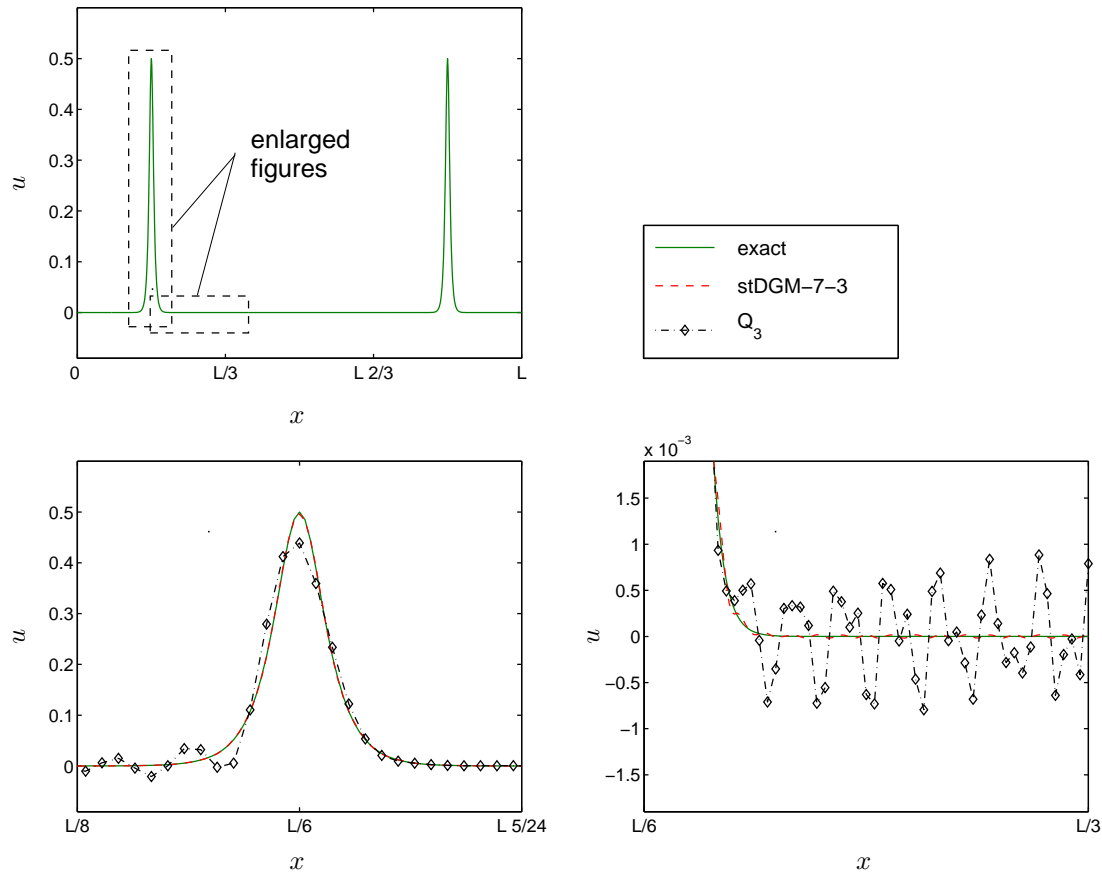 0.5
0.4
0.3
0.2
0.1
0
u
0
L/3
L 2/3
L
x
enlarged
figures
exact
stDGM−7−3
Q_3
0.5
0.4
0.3
0.2
0.1
0
u
L/8
L/6
L 5/24
x
x 10^−3
1.5
1
0.5
0
−0.5
−1
−1.5
u
L/6
L/3
x